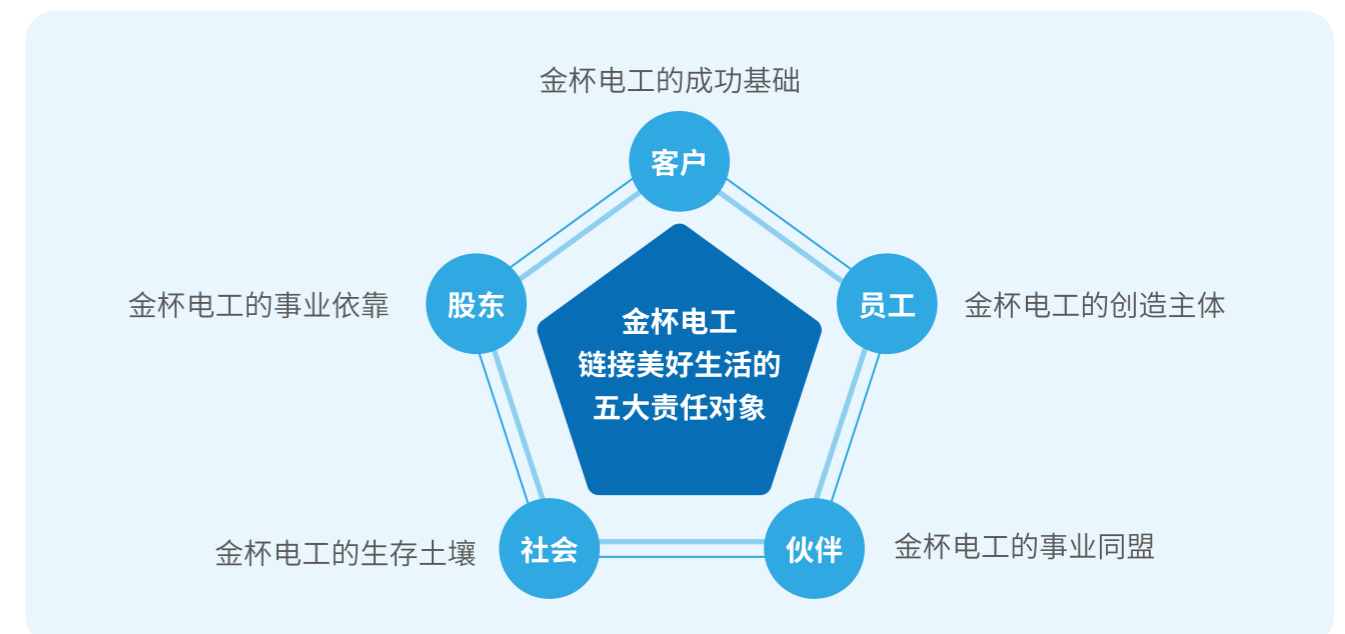 金杯电工的成功基础
客户
金杯电工的事业依靠
股东
员工
金杯电工的创造主体
金杯电工
链接美好生活的
五大责任对象
金杯电工的生存土壤
社会
伙伴
金杯电工的事业同盟